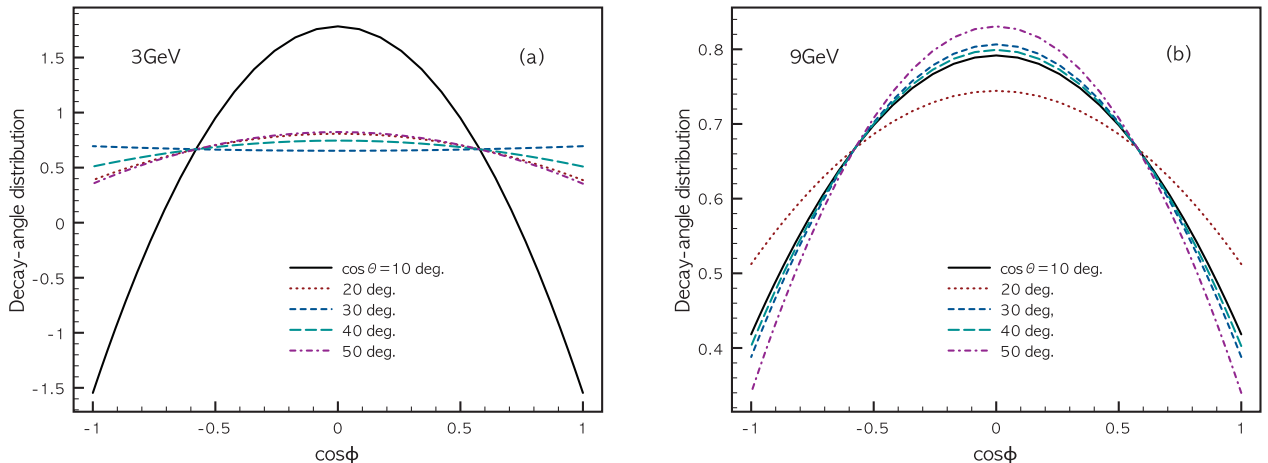 3GeV
(a)
1.5
1
0.5
0
-0.5
-1
-1.5
Decay-angle distribution
cos θ = 10 deg.
20 deg.
30 deg.
40 deg.
50 deg.
-1 -0.5 0 0.5 1
cosϕ
9GeV
(b)
0.8
0.7
0.6
0.5
0.4
Decay-angle distribution
cos θ = 10 deg.
20 deg.
30 deg,
40 deg.
50 deg.
-1 -0.5 0 0.5 1
cosϕ